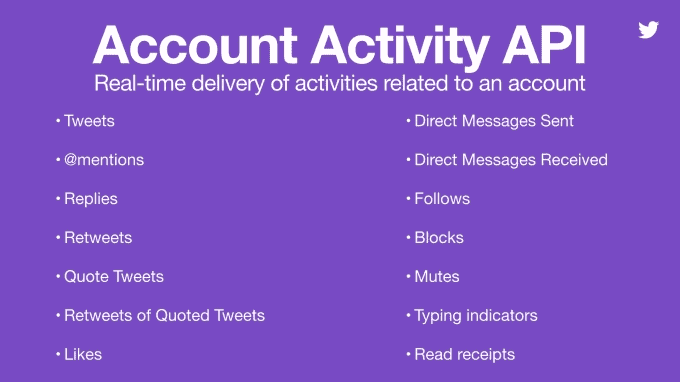 Account Activity API
Real-time delivery of activities related to an account
• Tweets
• @mentions
• Replies
• Retweets
• Quote Tweets
• Retweets of Quoted Tweets
• Likes
• Direct Messages Sent
• Direct Messages Received
• Follows
• Blocks
• Mutes
• Typing indicators
• Read receipts